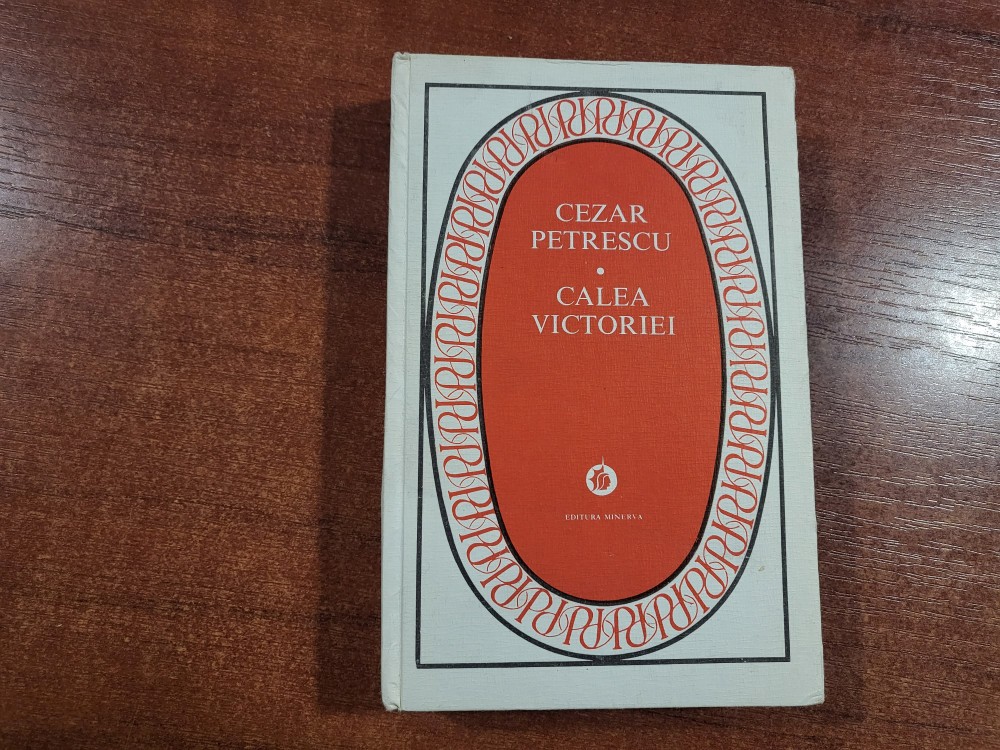 CEZAR
PETRESCU
•
CALEA
VICTORIEI
EDITURA MINERVA